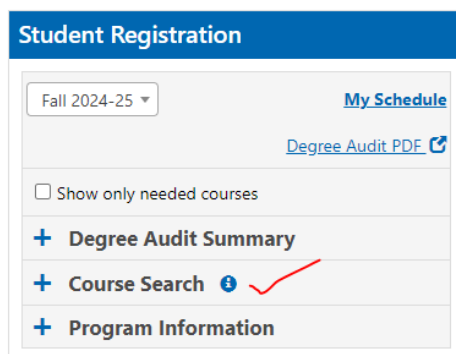 Student Registration
Fall 2024-25
My Schedule
Degree Audit PDF
Show only needed courses
+ Degree Audit Summary
+ Course Search
+ Program Information